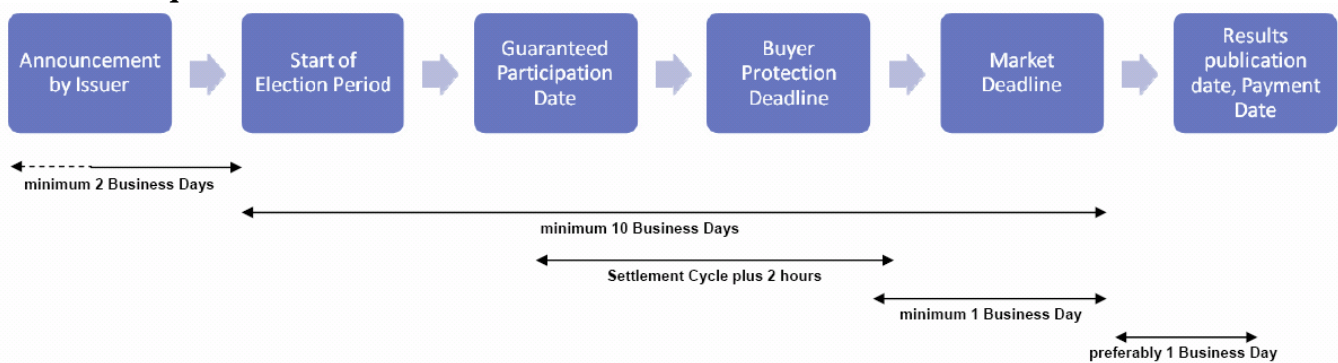 Announcement
by Issuer
Start of
Election Period
Guaranteed
Participation
Date
Buyer
Protection
Deadline
Market
Deadline
Results
publication
date, Payment
Date
minimum 2 Business Days
minimum 10 Business Days
Settlement Cycle plus 2 hours
minimum 1 Business Day
preferably 1 Business Day